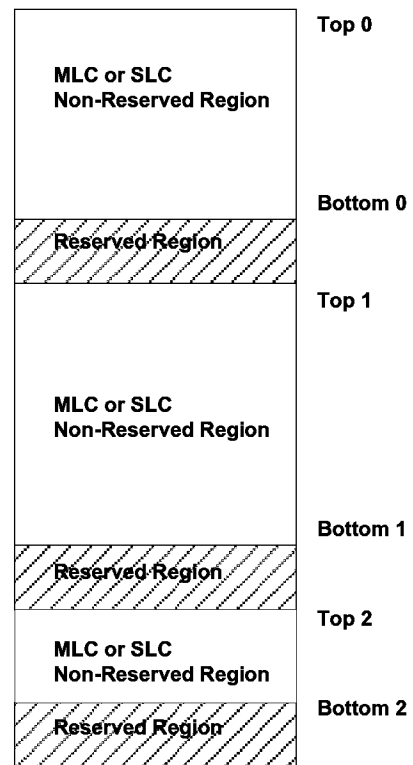 Top 0
MLC or SLC
Non-Reserved Region
Bottom 0
Reserved Region
Top 1
MLC or SLC
Non-Reserved Region
Bottom 1
Reserved Region
Top 2
MLC or SLC
Non-Reserved Region
Bottom 2
Reserved Region